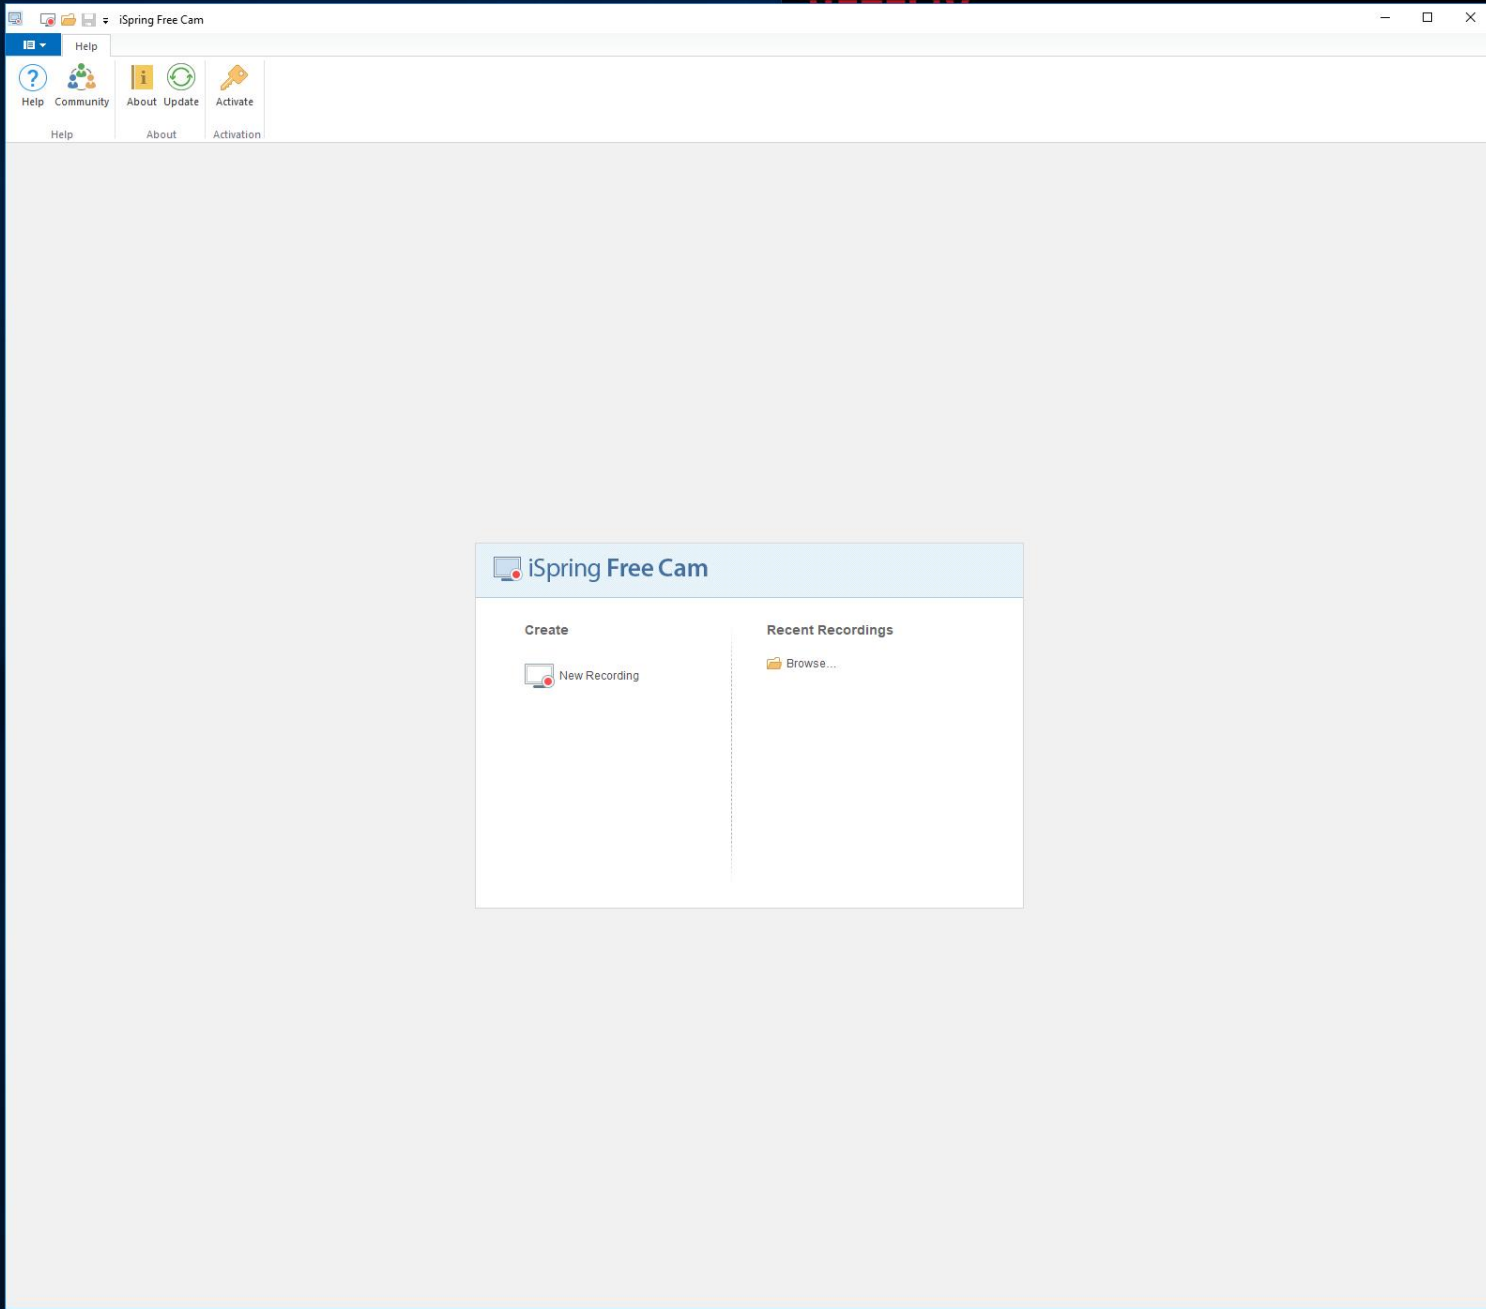 iSpring Free Cam
Help
Help Community About Update Activate
Help About Activation
iSpring Free Cam
Create Recent Recordings
Browse...
New Recording